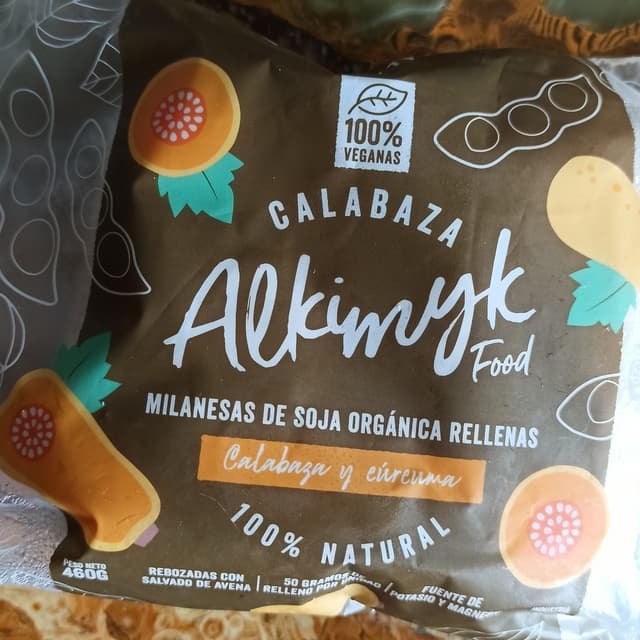 100%
VEGANAS
CALABAZA
Alkimyk
Food
MILANESAS DE SOJA ORGÁNICA RELLENAS
Calabaza y cúrcuma
100% NATURAL
PESO NETO
460G
REBOZADAS CON
SALVADO DE AVENA
50 GRAMOS
RELLENO POR
FUENTE DE
POTASIO Y